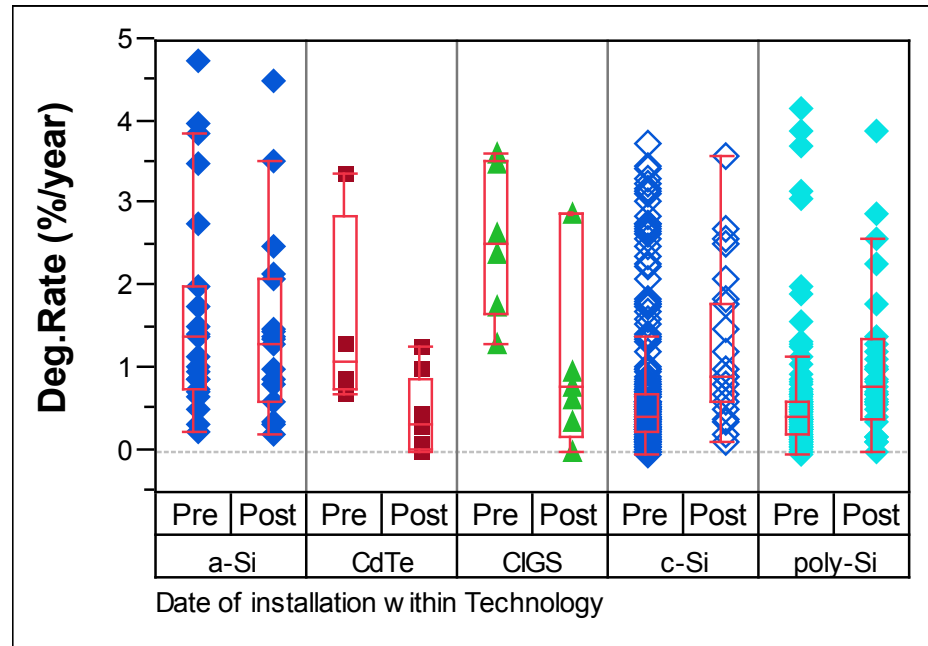 Deg.Rate (%/year)
5
4
3
2
1
0
Pre Post Pre Post Pre Post Pre Post Pre Post
a-Si CdTe CIGS c-Si poly-Si
Date of installation within Technology